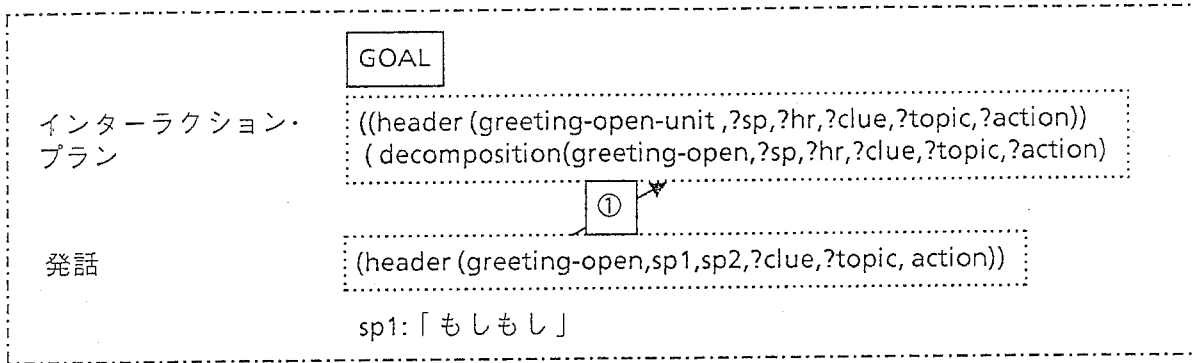 GOAL
インターラクション・
プラン
((header (greeting-open-unit ,?sp,?hr,?clue,?topic,?action))
( decomposition(greeting-open,?sp,?hr,?clue,?topic,?action)
①
発話
(header (greeting-open,sp1,sp2,?clue,?topic, action))
sp1:「もしもし」